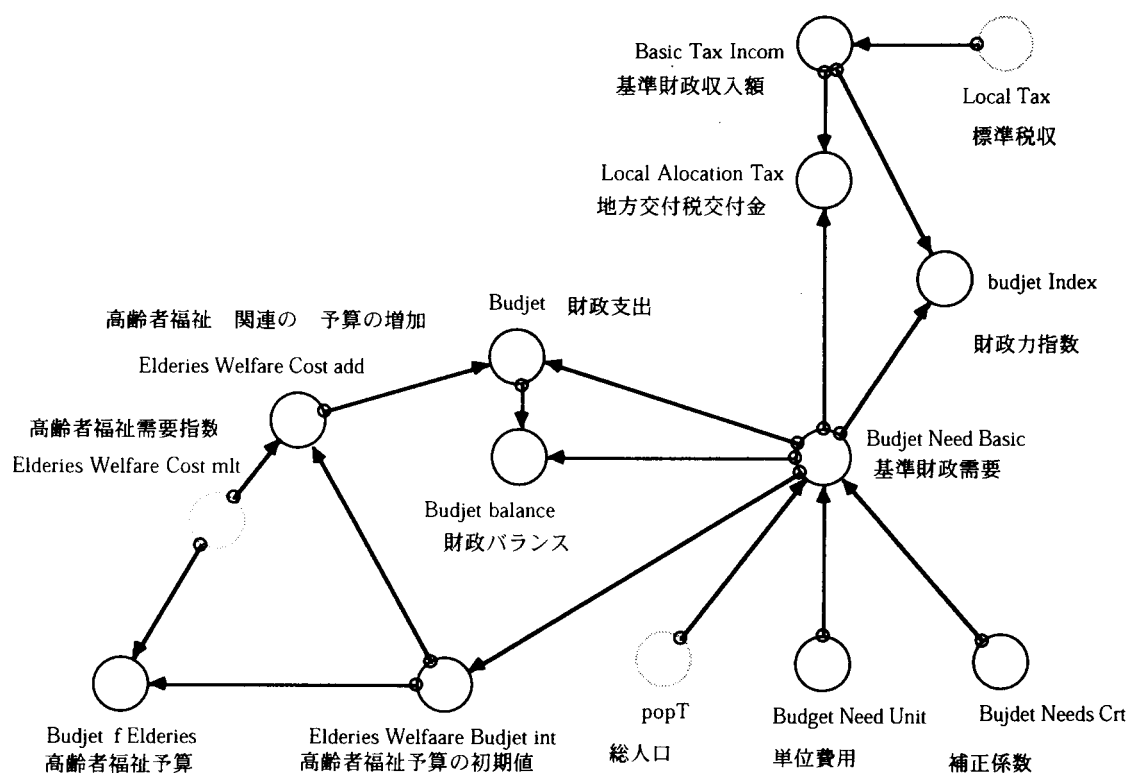 Basic Tax Incom
基準財政収入額
Local Tax
標準税収
Local Alocation Tax
地方交付税交付金
budjet Index
財政力指数
Budjet 財政支出
高齢者福祉 関連の 予算の増加
Elderies Welfare Cost add
高齢者福祉需要指数
Elderies Welfare Cost mlt
Budjet Need Basic
基準財政需要
Budjet balance
財政バランス
Budjet f Elderies
高齢者福祉予算
Elderies Welfaare Budjet int
高齢者福祉予算の初期値
popT
総人口
Budget Need Unit
単位費用
Bujdet Needs Crt
補正係数